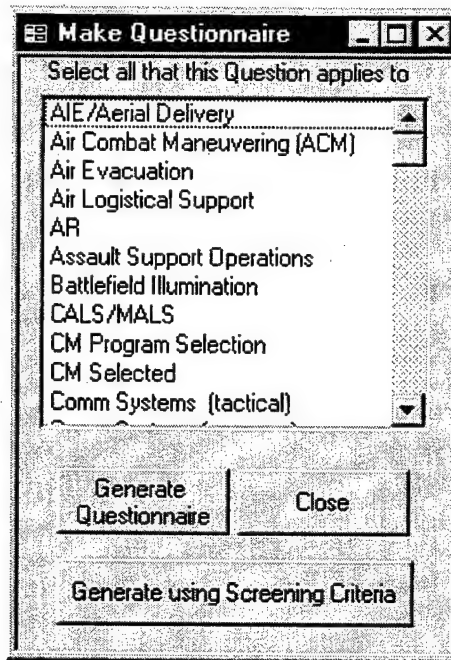 Make Questionnaire
Select all that this Question applies to
AIE/Aerial Delivery
Air Combat Maneuvering (ACM)
Air Evacuation
Air Logistical Support
AR
Assault Support Operations
Battlefield Illumination
CALS/MALS
CM Program Selection
CM Selected
Comm Systems (tactical)
Generate
Questionnaire
Close
Generate using Screening Criteria